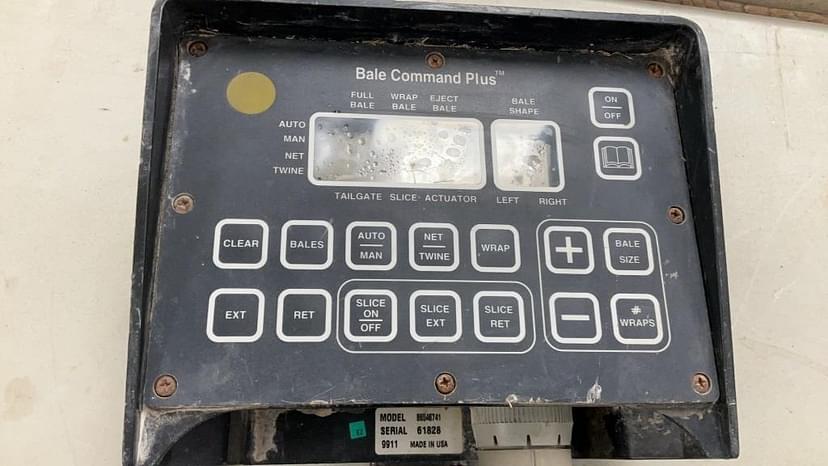 Bale Command Plus™
FULL BALE
WRAP BALE
EJECT BALE
BALE SHAPE
ON
OFF
AUTO
MAN
NET
TWINE
TAILGATE SLICE ACTUATOR
LEFT RIGHT
CLEAR
BALES
AUTO
MAN
NET
TWINE
WRAP
+
BALE
SIZE
EXT
RET
SLICE
ON
OFF
SLICE
EXT
SLICE
RET
−
#
WRAPS
MODEL 86546741
SERIAL 61828
9911 MADE IN USA